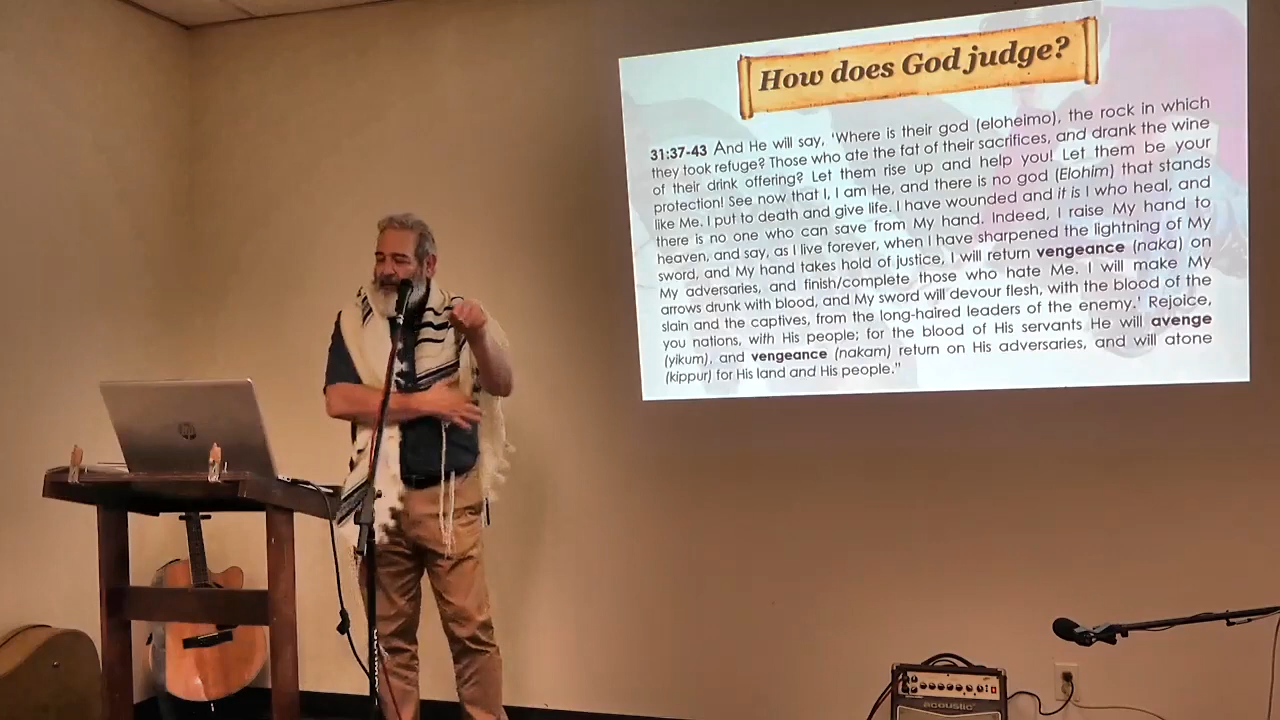 How does God judge?
31:37-43 And He will say, 'Where is their god (eloheimo), the rock in which
they took refuge? Those who ate the fat of their sacrifices, and drank the wine
of their drink offering? Let them rise up and help you! Let them be your
protection! See now that I, I am He, and there is no god (Elohim) that stands
like Me. I put to death and give life. I have wounded and it is I who heal, and
there is no one who can save from My hand. Indeed, I raise My hand to
heaven, and say, as I live forever, when I have sharpened the lightning of My
sword, and My hand takes hold of justice, I will return vengeance (naka) on
My adversaries, and finish/complete those who hate Me. I will make My
arrows drunk with blood, and My sword will devour flesh, with the blood of the
slain and the captives, from the long-haired leaders of the enemy.' Rejoice,
you nations, with His people; for the blood of His servants He will avenge
(yikum), and vengeance (nakam) return on His adversaries, and will atone
(kippur) for His land and His people."
hp
acoustic